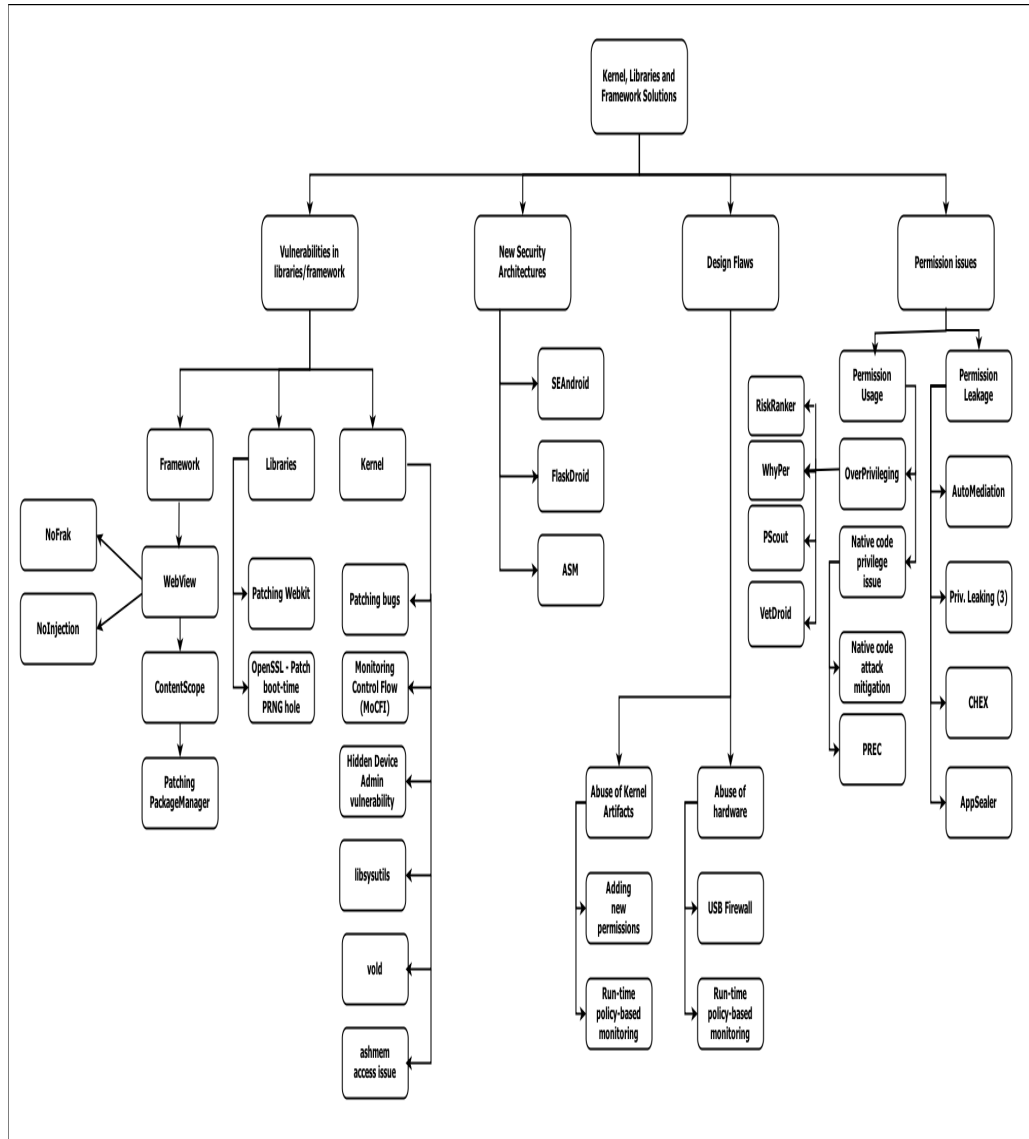 Kernel, Libraries and
Framework Solutions
Vulnerabilities in
libraries/framework
New Security
Architectures
Design Flaws
Permission issues
Framework
Libraries
Kernel
NoFrak
NoInjection
WebView
ContentScope
Patching
PackageManager
Patching Webkit
OpenSSL - Patch
boot-time
PRNG hole
Patching bugs
Monitoring
Control Flow
(MoCFI)
Hidden Device
Admin
vulnerability
libsysutils
vold
ashmem
access issue
SEAndroid
FlaskDroid
ASM
Abuse of Kernel
Artifacts
Adding
new
permissions
Run-time
policy-based
monitoring
Abuse of
hardware
USB Firewall
Run-time
policy-based
monitoring
Permission
Usage
OverPrivileging
RiskRanker
WhyPer
PScout
VetDroid
Native code
privilege
issue
Native code
attack
mitigation
PREC
Permission
Leakage
AutoMediation
Priv. Leaking (3)
CHEX
AppSealer